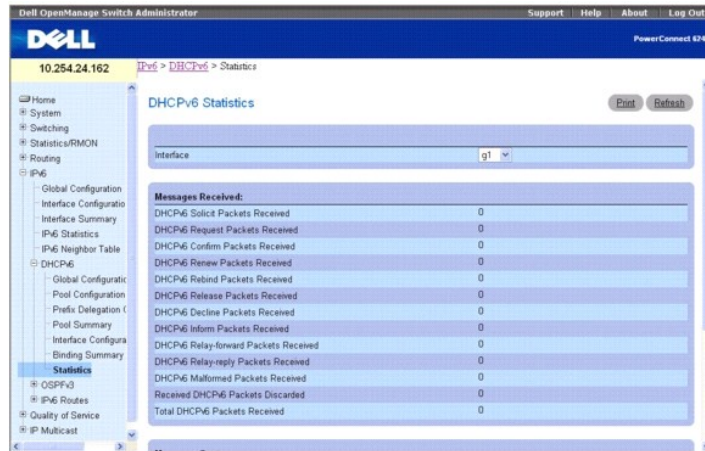 Dell OpenManage Switch Administrator
Support Help About Log Out
DELL
PowerConnect 624
10.254.24.162
IPv6 > DHCPv6 > Statistics
Home
System
Switching
Statistics/RMON
Routing
IPv6
Global Configuration
Interface Configuratio
Interface Summary
IPv6 Statistics
IPv6 Neighbor Table
DHCPv6
Global Configuratic
Pool Configuration
Prefix Delegation (
Pool Summary
Interface Configura
Binding Summary
Statistics
OSPFv3
IPv6 Routes
Quality of Service
IP Multicast
DHCPv6 Statistics
Print Refresh
Interface g1
Messages Received:
DHCPv6 Solicit Packets Received 0
DHCPv6 Request Packets Received 0
DHCPv6 Confirm Packets Received 0
DHCPv6 Renew Packets Received 0
DHCPv6 Rebind Packets Received 0
DHCPv6 Release Packets Received 0
DHCPv6 Decline Packets Received 0
DHCPv6 Inform Packets Received 0
DHCPv6 Relay-forward Packets Received 0
DHCPv6 Relay-reply Packets Received 0
DHCPv6 Malformed Packets Received 0
Received DHCPv6 Packets Discarded 0
Total DHCPv6 Packets Received 0